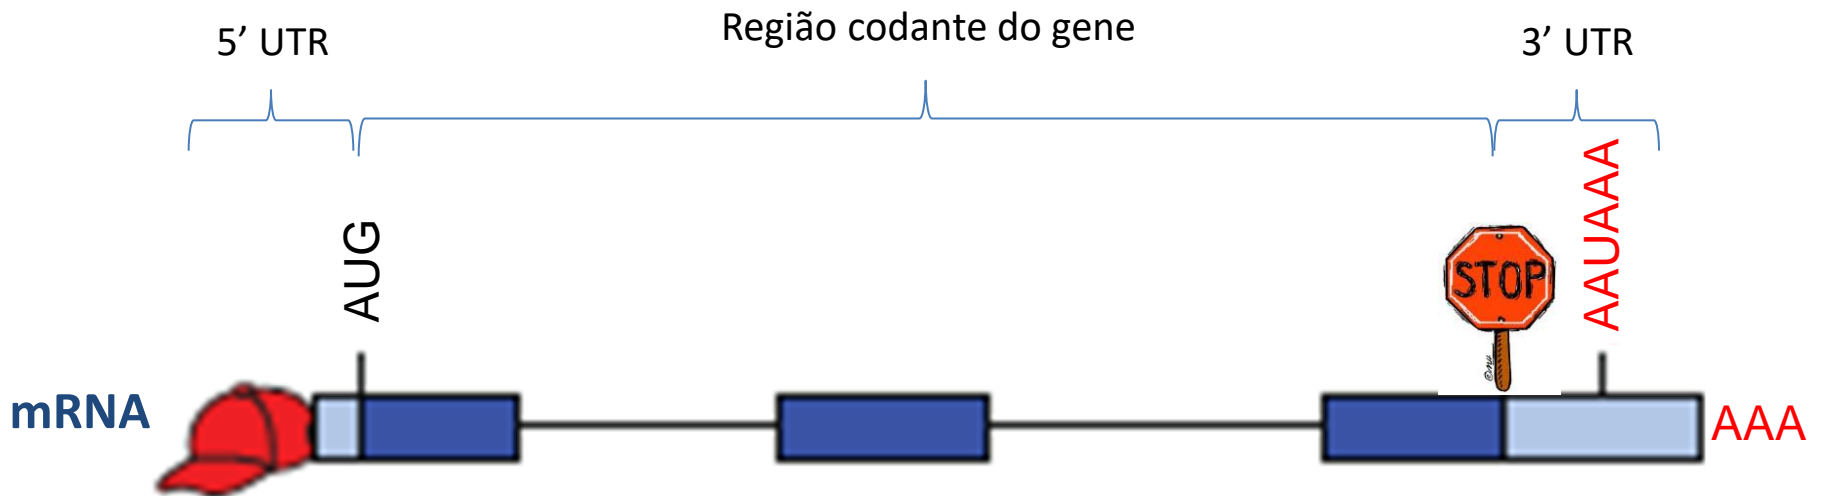 5’ UTR
Região codante do gene
3’ UTR
AUG
STOP
AAUAAA
mRNA
AAA